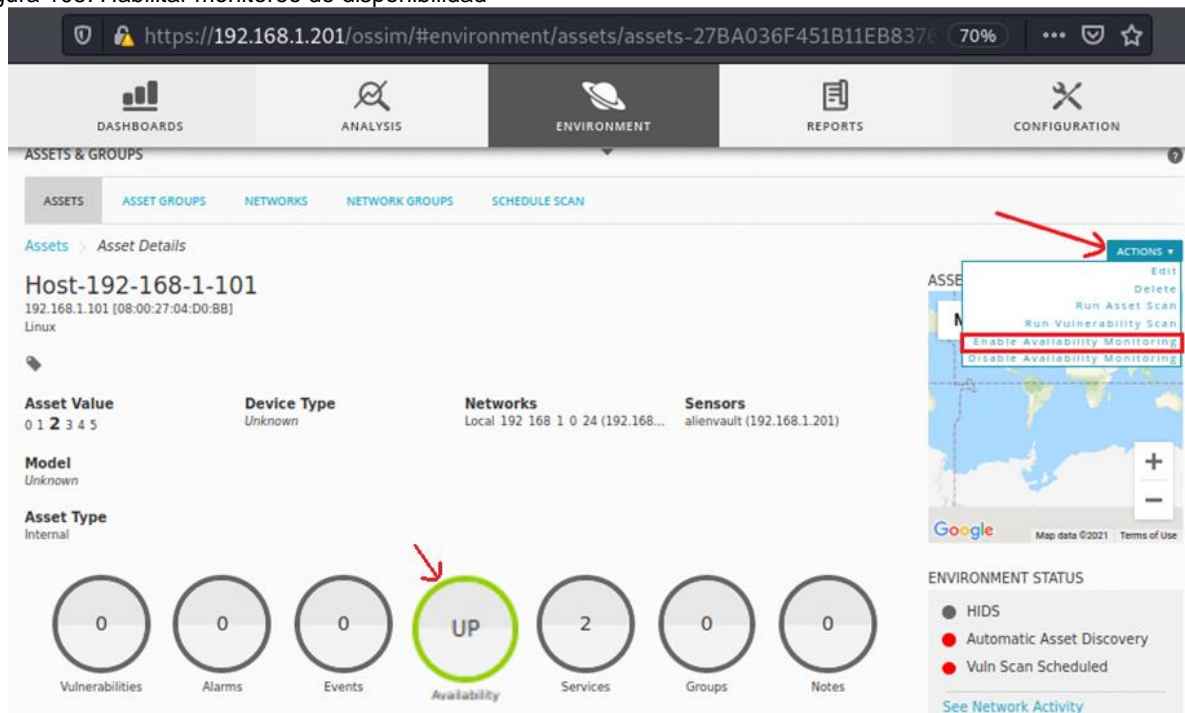 https://192.168.1.201/ossim/#environment/assets/assets-27BA036F451B11EB8376 70%
DASHBOARDS ANALYSIS ENVIRONMENT REPORTS CONFIGURATION
ASSETS & GROUPS
ASSETS ASSET GROUPS NETWORKS NETWORK GROUPS SCHEDULE SCAN
Assets > Asset Details
ACTIONS
Edit
Delete
Run Asset Scan
Run Vulnerability Scan
Enable Availability Monitoring
Disable Availability Monitoring
Host-192-168-1-101
192.168.1.101 [08:00:27:04:D0:BB]
Linux
Asset Value Device Type Networks Sensors
0 1 2 3 4 5 Unknown Local 192 168 1 0 24 (192.168... alienvault (192.168.1.201)
Model
Unknown
Asset Type
Internal
Google Map data ©2021 Terms of Use
0 0 0 UP 2 0 0
Vulnerabilities Alarms Events Availability Services Groups Notes
ENVIRONMENT STATUS
HIDS
Automatic Asset Discovery
Vuln Scan Scheduled
See Network Activity